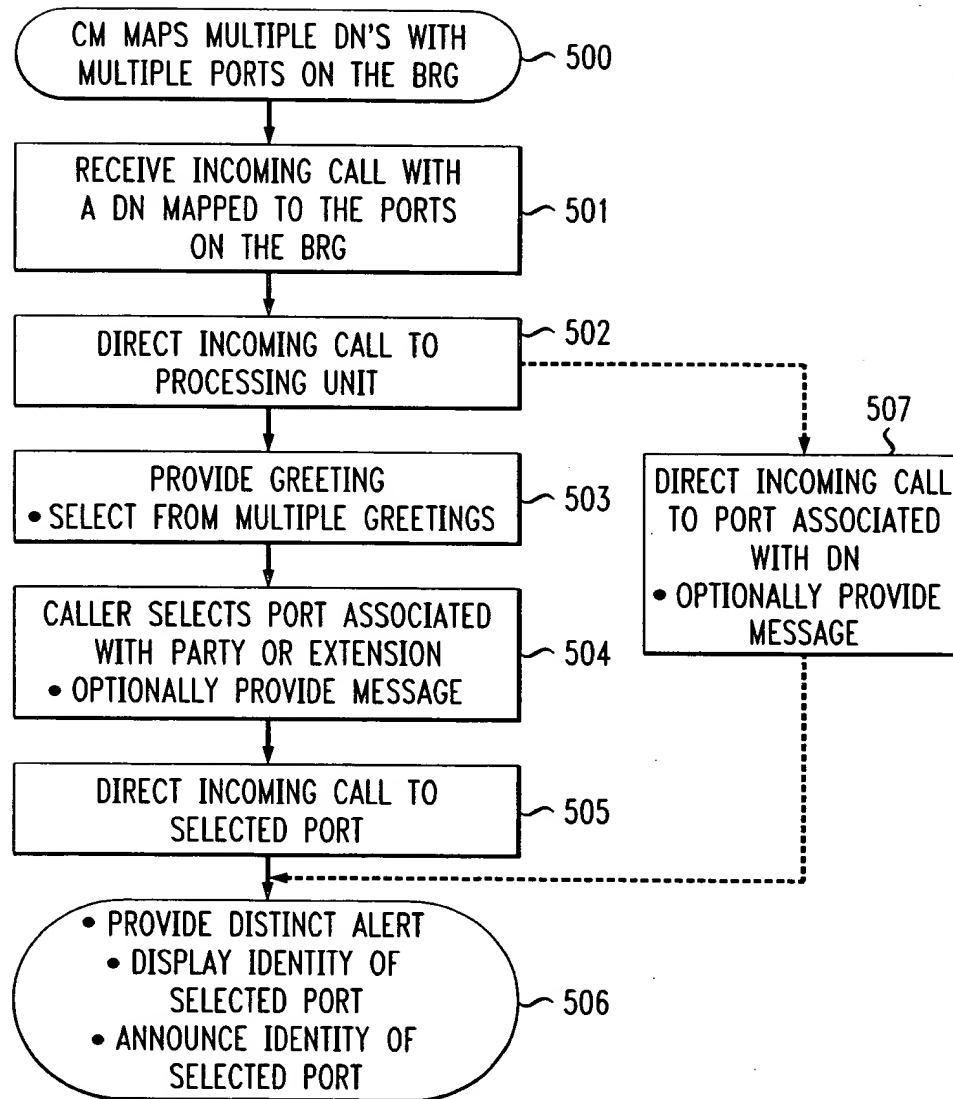 CM MAPS MULTIPLE DN'S WITH
MULTIPLE PORTS ON THE BRG
500
RECEIVE INCOMING CALL WITH
A DN MAPPED TO THE PORTS
ON THE BRG
501
DIRECT INCOMING CALL TO
PROCESSING UNIT
502
PROVIDE GREETING
• SELECT FROM MULTIPLE GREETINGS
503
CALLER SELECTS PORT ASSOCIATED
WITH PARTY OR EXTENSION
• OPTIONALLY PROVIDE MESSAGE
504
507
DIRECT INCOMING CALL
TO PORT ASSOCIATED
WITH DN
• OPTIONALLY PROVIDE
MESSAGE
DIRECT INCOMING CALL TO
SELECTED PORT
505
• PROVIDE DISTINCT ALERT
• DISPLAY IDENTITY OF
SELECTED PORT
• ANNOUNCE IDENTITY OF
SELECTED PORT
506